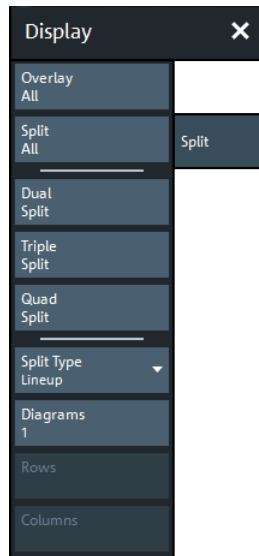 Display
Overlay
All
Split
All
Split
Dual
Split
Triple
Split
Quad
Split
Split Type
Lineup
Diagrams
1
Rows
Columns